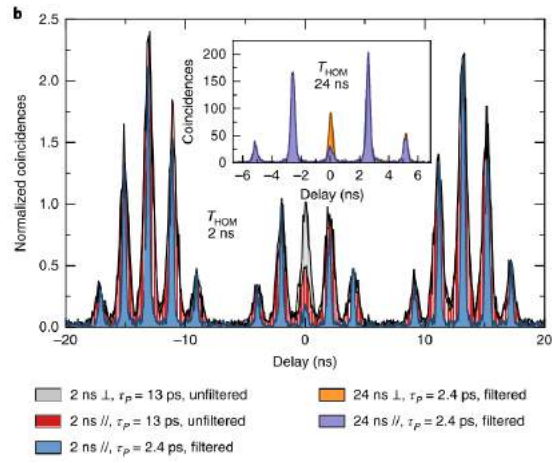 b
Normalized coincidences
2.5
2.0
1.5
1.0
0.5
0.0
−20
−10
0
10
20
Delay (ns)
T_HOM
2 ns
Coincidences
200
150
100
50
0
−6
−4
−2
0
2
4
6
Delay (ns)
T_HOM
24 ns
2 ns ⊥, τ_P = 13 ps, unfiltered
2 ns //, τ_P = 13 ps, unfiltered
2 ns //, τ_P = 2.4 ps, filtered
24 ns ⊥, τ_P = 2.4 ps, filtered
24 ns //, τ_P = 2.4 ps, filtered